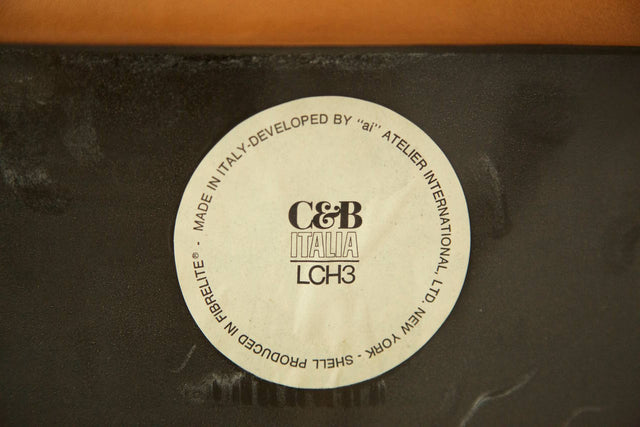 MADE IN ITALY-DEVELOPED BY "ai" ATELIER INTERNATIONAL, LTD. NEW YORK - SHELL PRODUCED IN FIBRELITE® -
C&B
ITALIA
LCH3